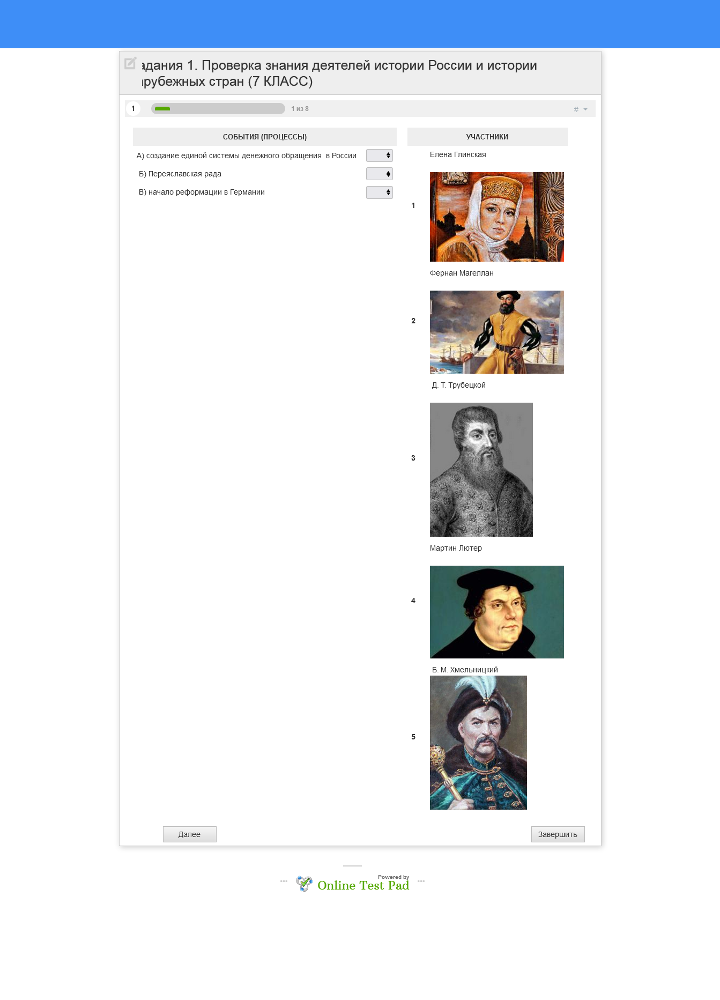 адания 1. Проверка знания деятелей истории России и истории
арубежных стран (7 КЛАСС)
1
1 из 8
#
СОБЫТИЯ (ПРОЦЕССЫ)
УЧАСТНИКИ
А) создание единой системы денежного обращения в России
Б) Переяславская рада
В) начало реформации в Германии
Елена Глинская
1
Фернан Магеллан
2
Д. Т. Трубецкой
3
Мартин Лютер
4
Б. М. Хмельницкий
5
Далее
Завершить
Powered by
Online Test Pad